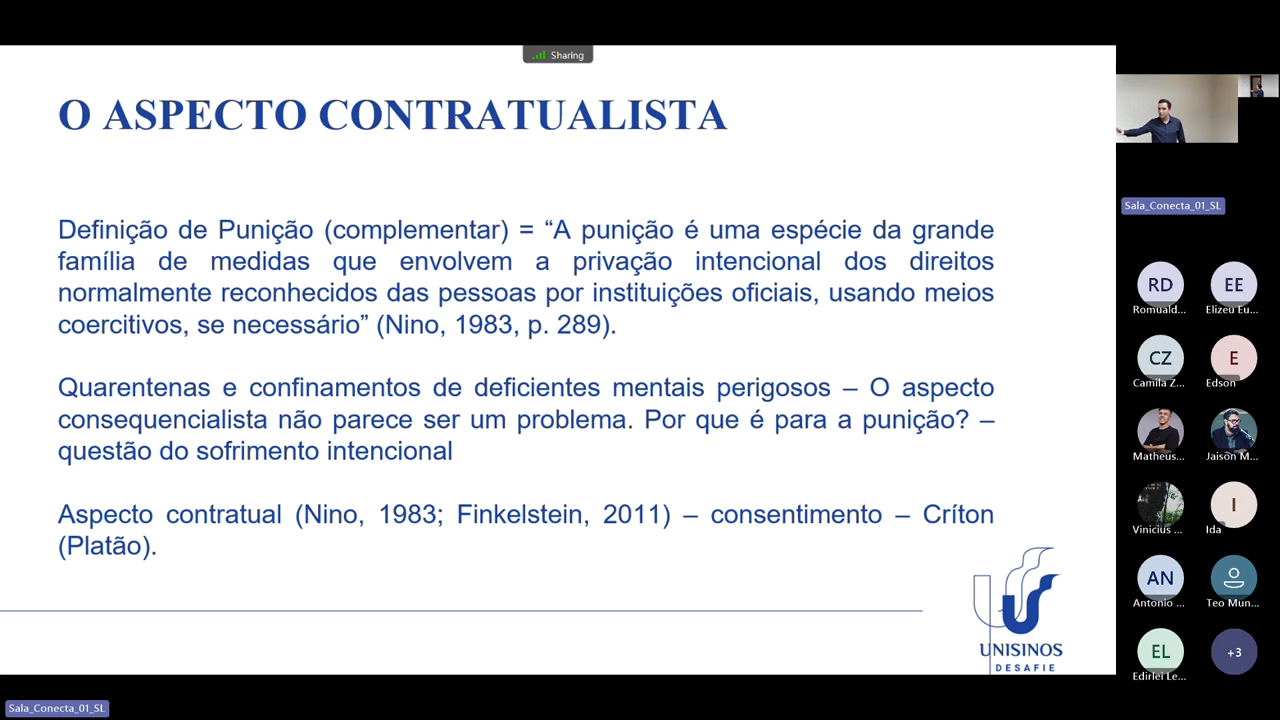 Sharing
O ASPECTO CONTRATUALISTA
Definição de Punição (complementar) = “A punição é uma espécie da grande
família de medidas que envolvem a privação intencional dos direitos
normalmente reconhecidos das pessoas por instituições oficiais, usando meios
coercitivos, se necessário” (Nino, 1983, p. 289).
Quarentenas e confinamentos de deficientes mentais perigosos – O aspecto
consequencialista não parece ser um problema. Por que é para a punição? –
questão do sofrimento intencional
Aspecto contratual (Nino, 1983; Finkelstein, 2011) – consentimento – Críton
(Platão).
UNISINOS
DESAFIE
Sala_Conecta_01_SL
RD
EE
Romuald...
Elizeu Eu...
CZ
E
Camila Z...
Edson
Matheus...
Jaison M...
I
Vinicius ...
Ida
AN
Antonio ...
Teo Mun...
EL
+3
Edirlei Le...
Sala_Conecta_01_SL